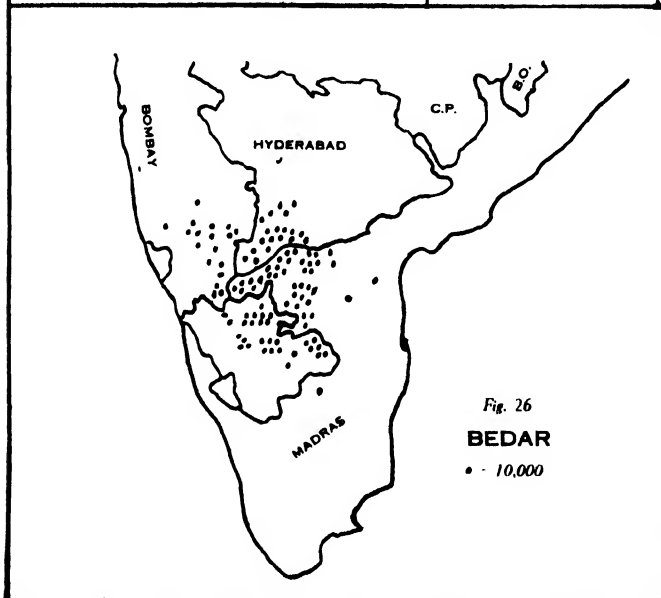 B.O.
C.P.
BOMBAY
HYDERABAD
MADRAS
Fig. 26
BEDAR
• - 10,000